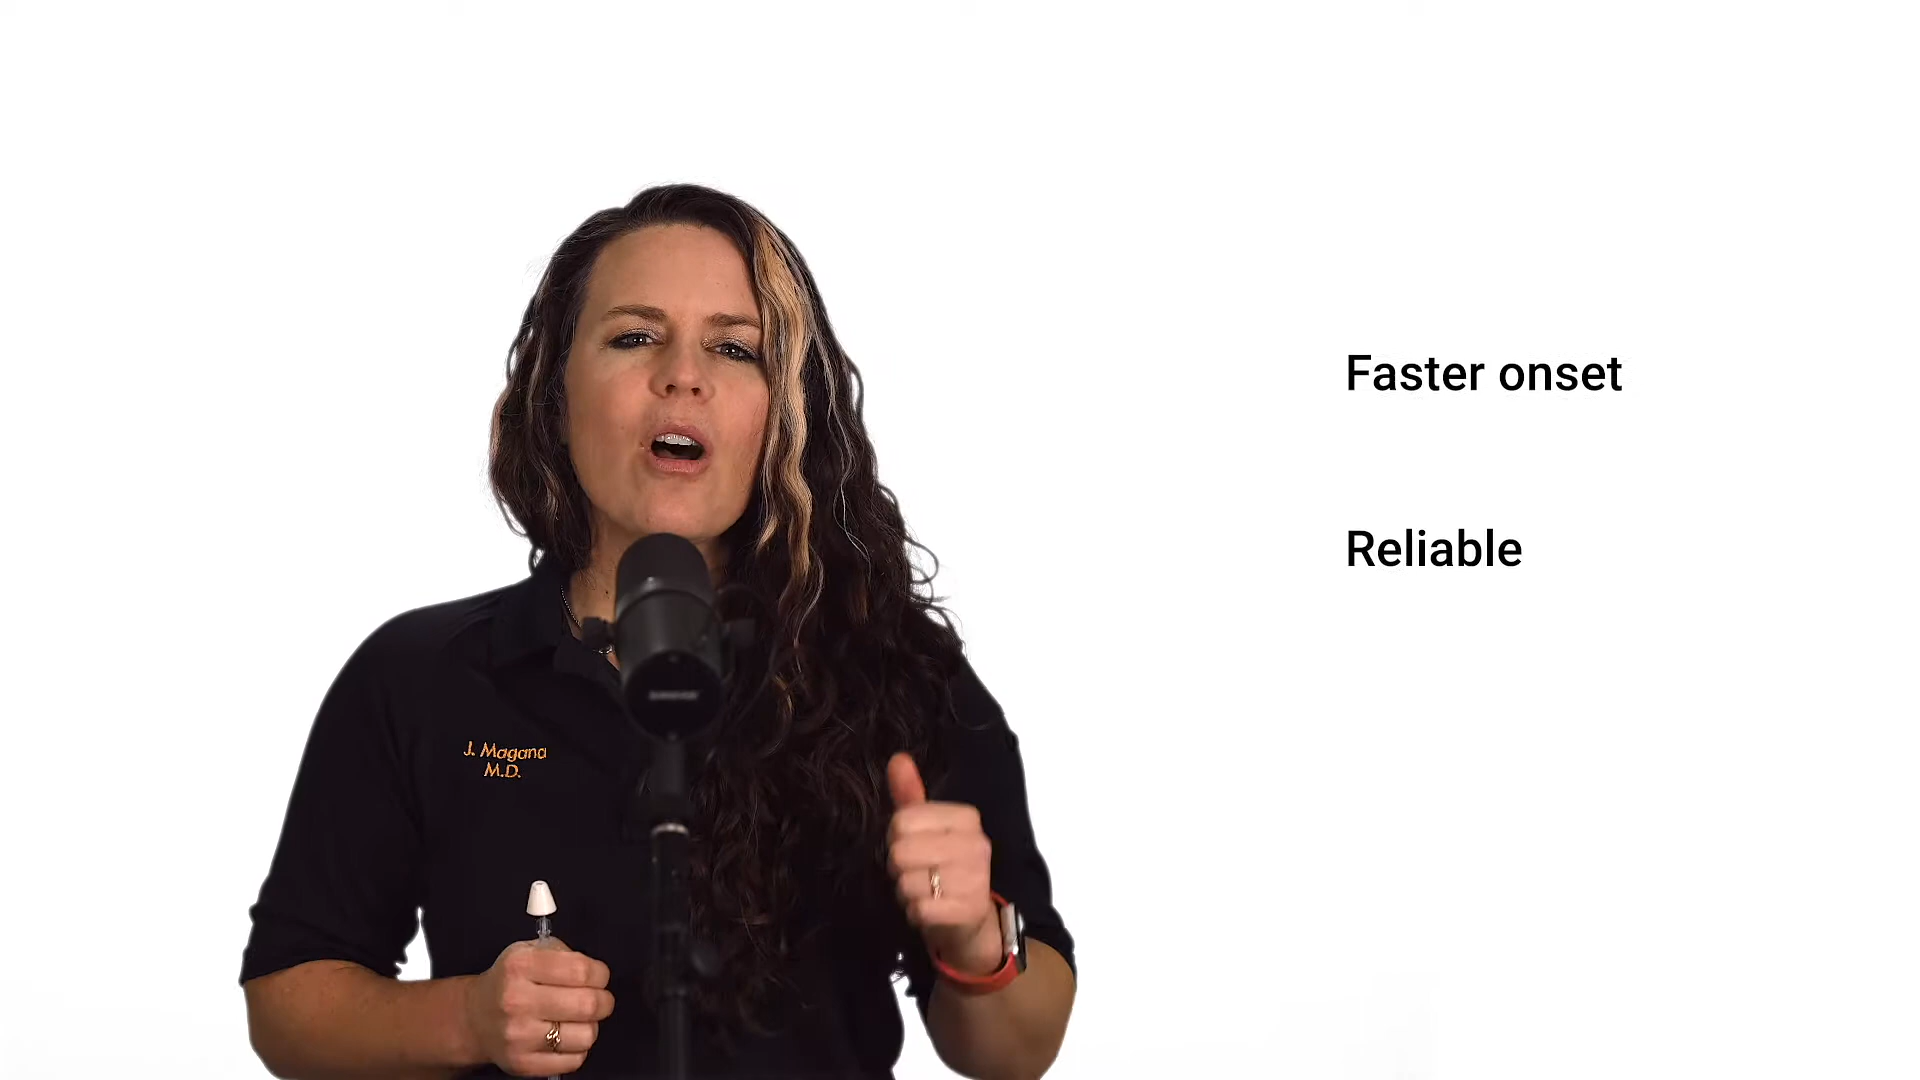 Faster onset
Reliable
J. Magana
M.D.